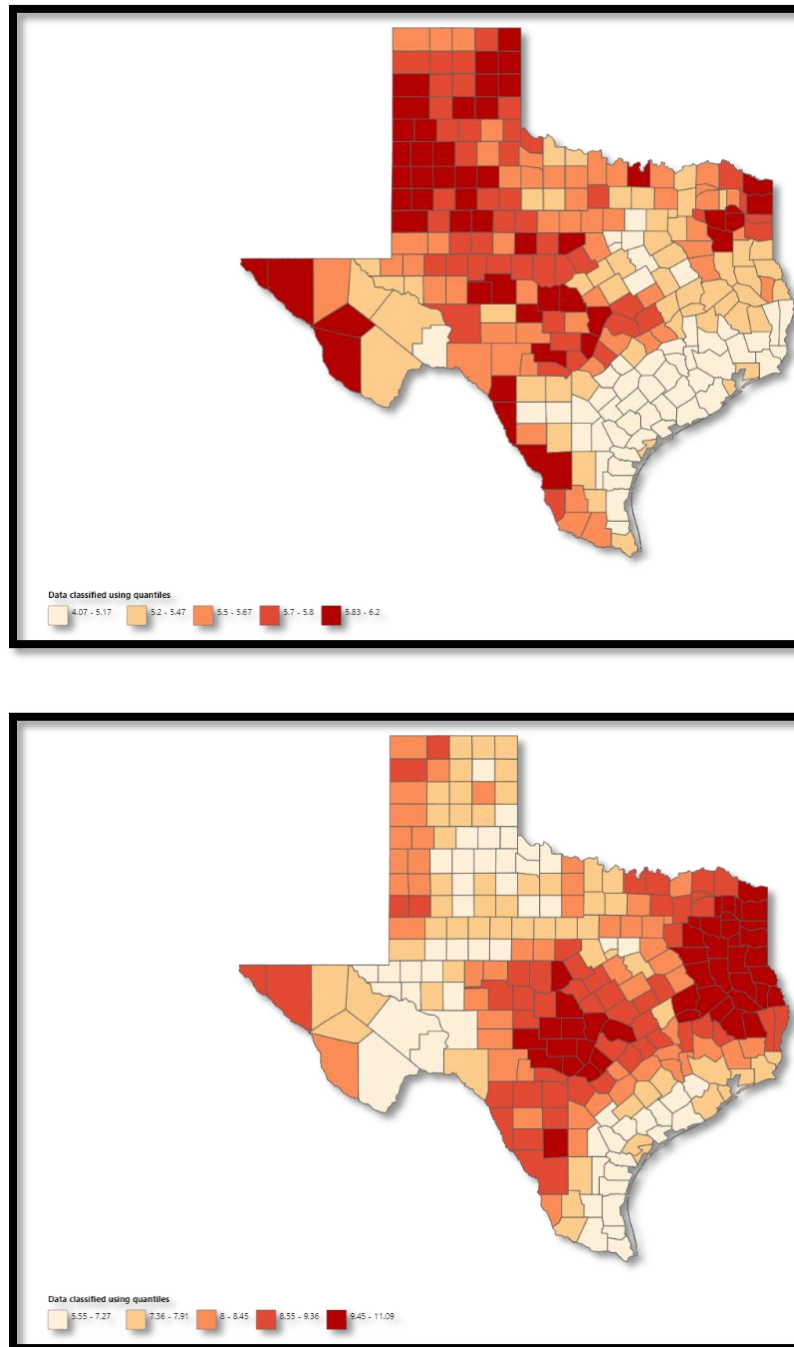 Data classified using quantiles
4.07 - 5.17 5.2 - 5.47 5.5 - 5.67 5.7 - 5.8 5.83 - 6.2
Data classified using quantiles
5.55 - 7.27 7.36 - 7.91 8 - 8.45 8.55 - 9.36 9.45 - 11.09